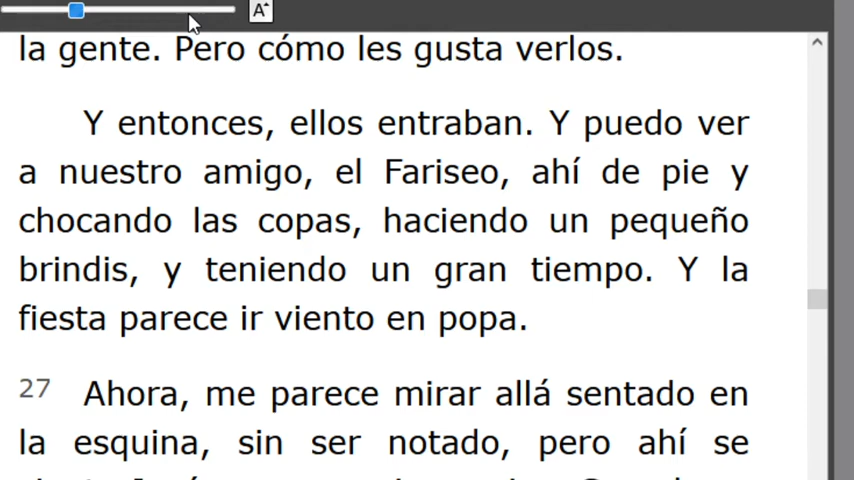 A
la gente. Pero cómo les gusta verlos.
Y entonces, ellos entraban. Y puedo ver
a nuestro amigo, el Fariseo, ahí de pie y
chocando las copas, haciendo un pequeño
brindis, y teniendo un gran tiempo. Y la
fiesta parece ir viento en popa.
27 Ahora, me parece mirar allá sentado en
la esquina, sin ser notado, pero ahí se